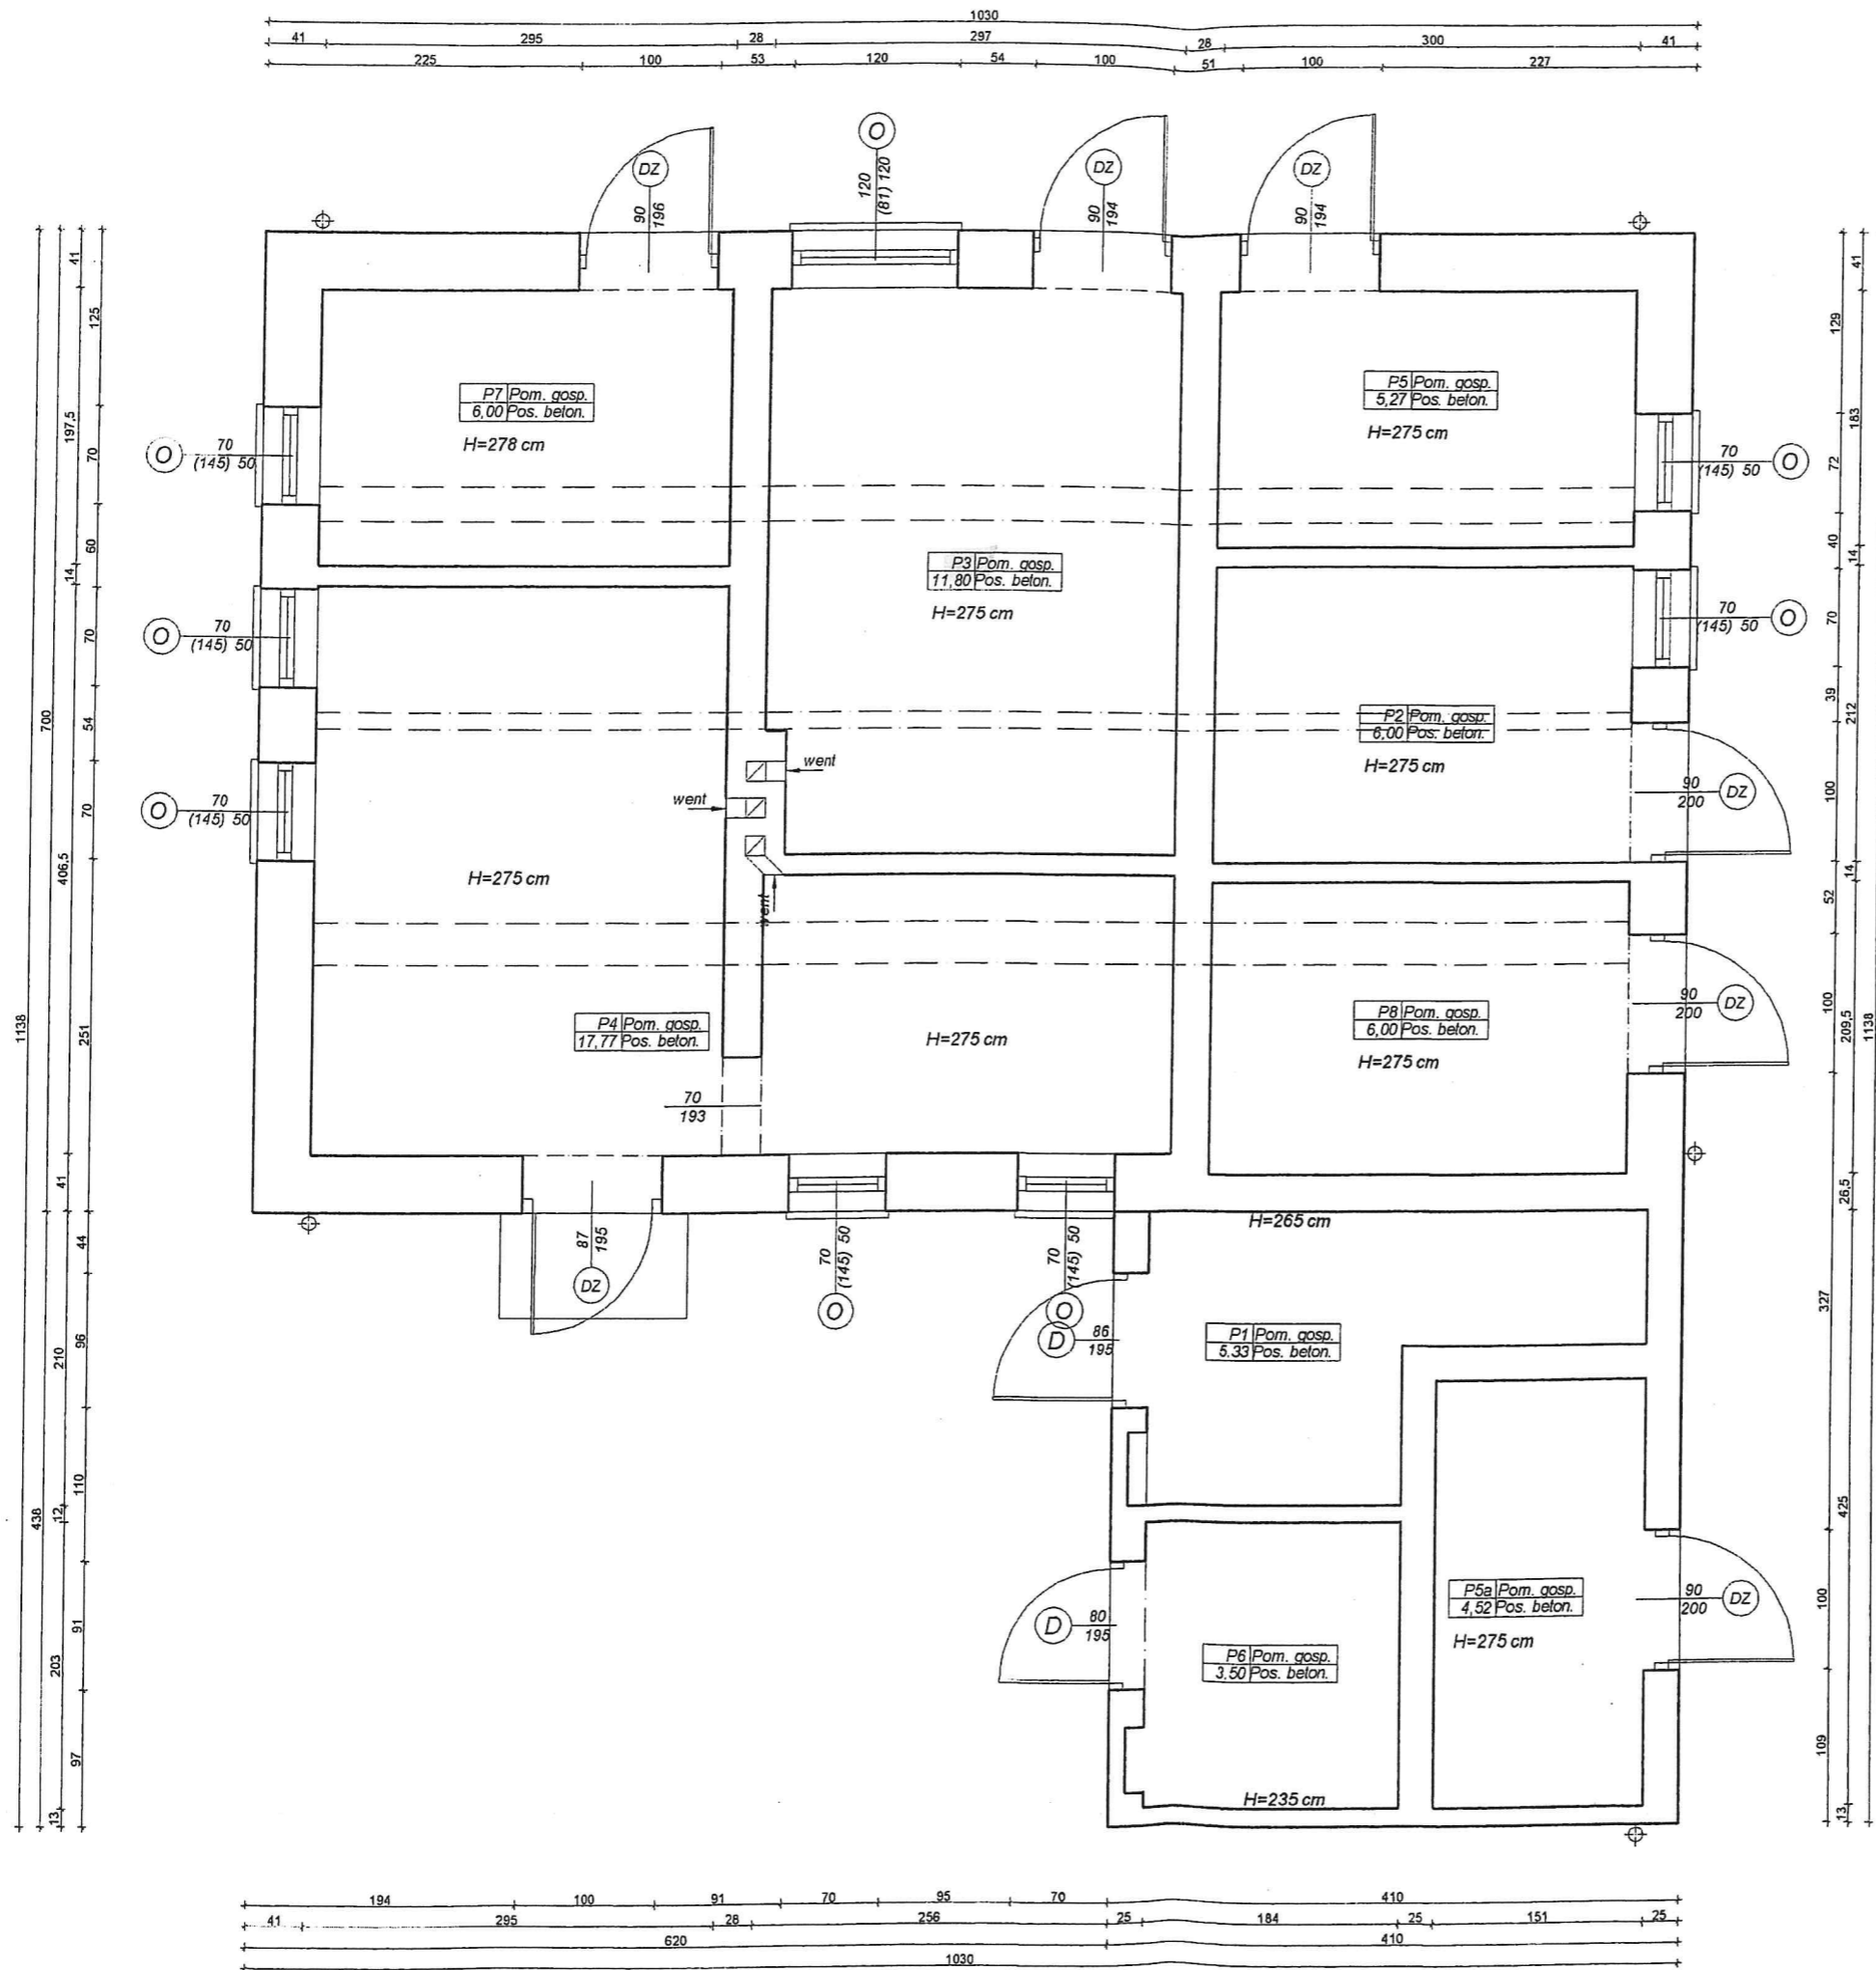 1030
41 295 28 297 28 300 41
225 100 53 120 54 100 51 100 227
O
DZ
90
196
120
(81) 120
DZ
90
194
DZ
90
194
P7 Pom. gosp.
6,00 Pos. beton.
H=278 cm
P5 Pom. gosp.
5,27 Pos. beton.
H=275 cm
O 70
(145) 50
70 O
(145) 50
P3 Pom. gosp.
11,80 Pos. beton.
H=275 cm
O 70
(145) 50
70 O
(145) 50
P2 Pom. gosp.
6,00 Pos. beton.
H=275 cm
went
went
went
O 70
(145) 50
90 DZ
200
H=275 cm
P4 Pom. gosp.
17,77 Pos. beton.
H=275 cm
P8 Pom. gosp.
6,00 Pos. beton.
H=275 cm
90 DZ
200
70
193
87
195
DZ
70
(145) 50
O
70
(145) 50
O
H=265 cm
D 86
195
P1 Pom. gosp.
5.33 Pos. beton.
P5a Pom. gosp.
4,52 Pos. beton.
H=275 cm
90 DZ
200
D 80
195
P6 Pom. gosp.
3,50 Pos. beton.
H=235 cm
1138
700 438
41 197,5 14 406,5 41 210 12 203 13
125 70 60 70 54 70 251 44 96 110 91 97
129 72 40 70 39 100 52 100 327 100 109
41 183 14 212 14 209,5 26,5 425 13
1138
194 100 91 70 95 70 410
41 295 28 256 25 184 25 151 25
620 410
1030